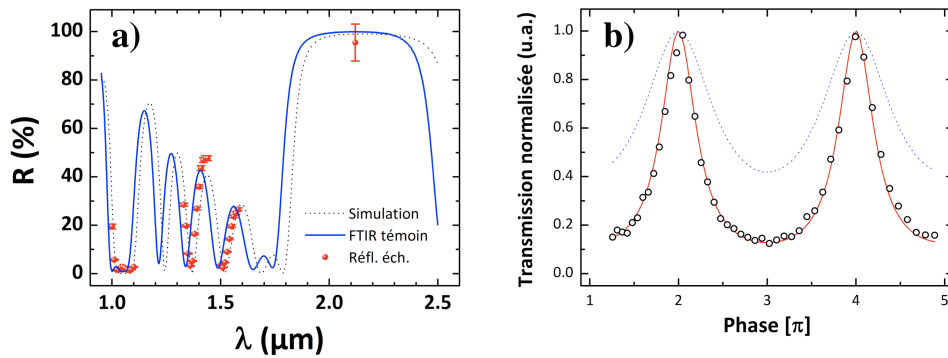 a)
R (%)
100
80
60
40
20
0
Simulation
FTIR témoin
Réfl. éch.
1.0
1.5
2.0
2.5
λ (μm)
b)
Transmission normalisée (u.a.)
1.0
0.8
0.6
0.4
0.2
0.0
1
2
3
4
5
Phase [π]